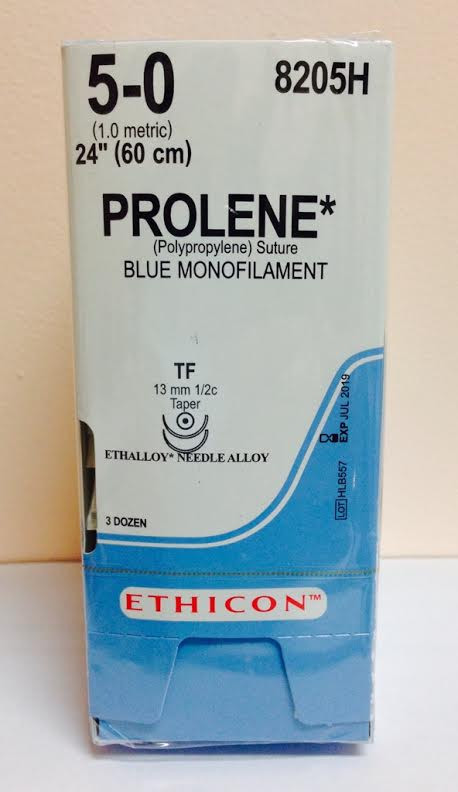 5-0
8205H
(1.0 metric)
24" (60 cm)
PROLENE*
(Polypropylene) Suture
BLUE MONOFILAMENT
TF
13 mm 1/2c
Taper
ETHALLOY* NEEDLE ALLOY
EXP JUL 2019
LOT HLB557
3 DOZEN
ETHICON™